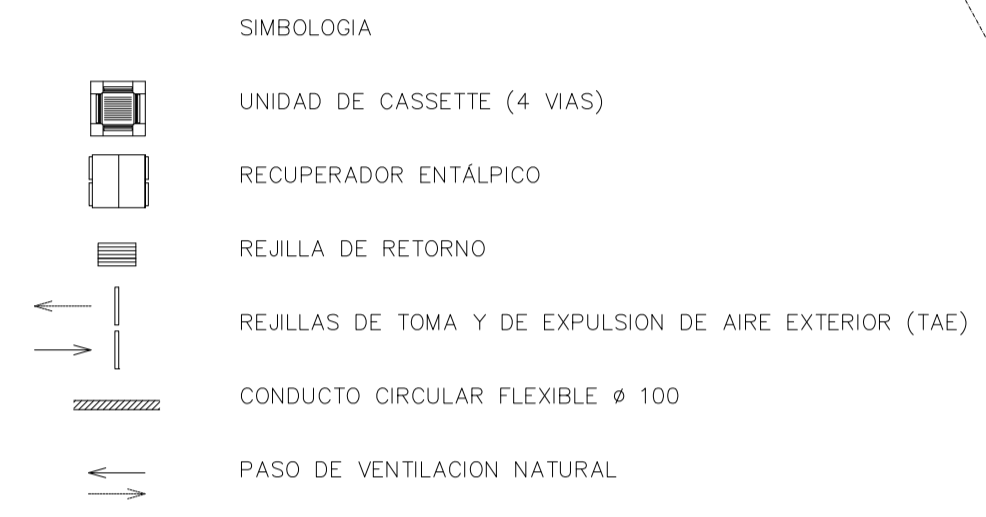 SIMBOLOGIA
UNIDAD DE CASSETTE (4 VIAS)
RECUPERADOR ENTÁLPICO
REJILLA DE RETORNO
REJILLAS DE TOMA Y DE EXPULSION DE AIRE EXTERIOR (TAE)
CONDUCTO CIRCULAR FLEXIBLE ø 100
PASO DE VENTILACION NATURAL